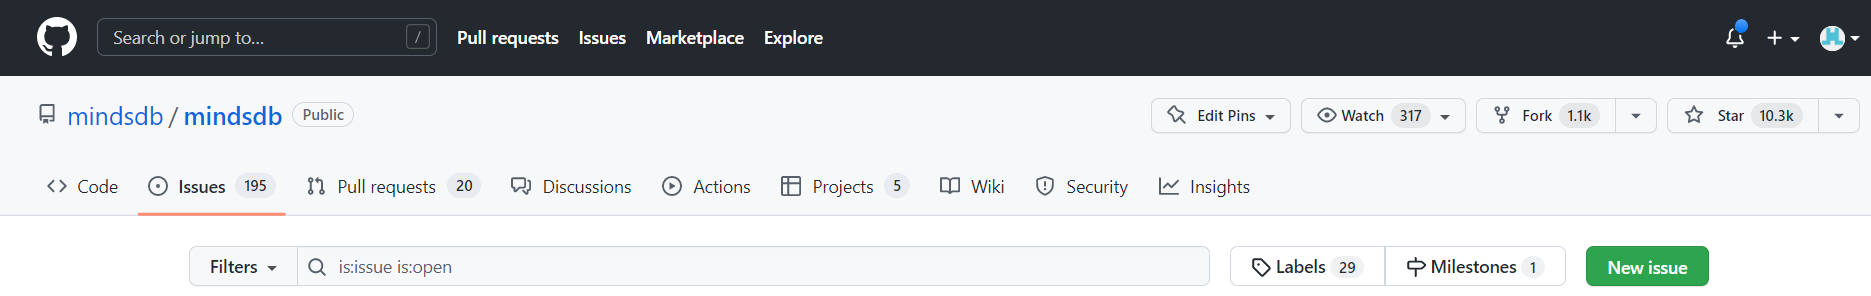 Search or jump to... / Pull requests Issues Marketplace Explore
mindsdb / mindsdb Public Edit Pins Watch 317 Fork 1.1k Star 10.3k
Code Issues 195 Pull requests 20 Discussions Actions Projects 5 Wiki Security Insights
Filters is:issue is:open Labels 29 Milestones 1 New issue